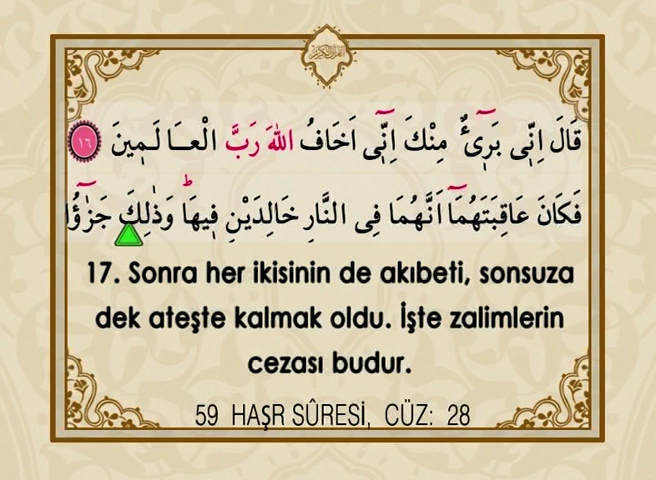 قَالَ اِنّٖى بَرٖٓىءٌ مِنْكَ اِنّٖٓى اَخَافُ اللّٰهَ رَبَّ الْعَالَمٖينَ ١٦
فَكَانَ عَاقِبَتَهُمَٓا اَنَّهُمَا فِى النَّارِ خَالِدَيْنِ فٖيهَاؕ وَذٰلِكَ جَزٰٓؤُا
17. Sonra her ikisinin de akıbeti, sonsuza
dek ateşte kalmak oldu. İşte zalimlerin
cezası budur.
59 HAŞR SÛRESİ, CÜZ: 28